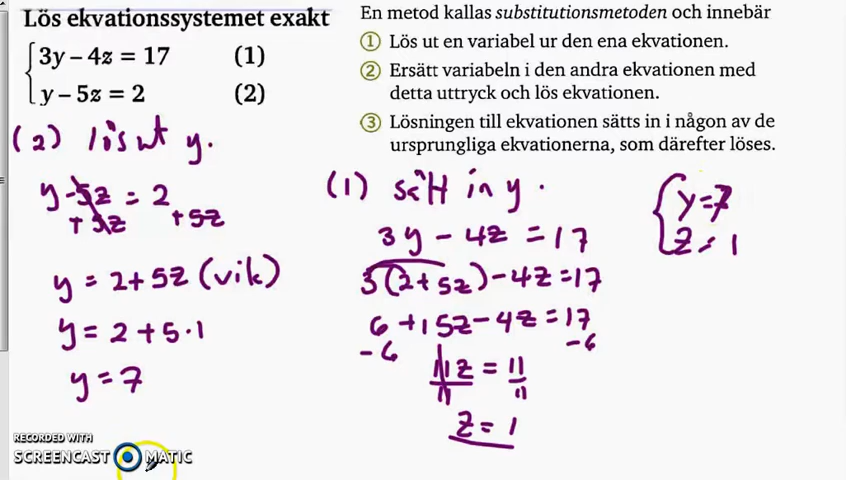 Lös ekvationssystemet exakt
3y – 4z = 17 (1)
y – 5z = 2 (2)
En metod kallas substitutionsmetoden och innebär
1 Lös ut en variabel ur den ena ekvationen.
2 Ersätt variabeln i den andra ekvationen med
detta uttryck och lös ekvationen.
3 Lösningen till ekvationen sätts in i någon av de
ursprungliga ekvationerna, som därefter löses.
(2) lös ut y.
y - 5z = 2
+ 5z + 5z
y = 2 + 5z (vik)
y = 2 + 5 · 1
y = 7
(1) sätt in y.
3y - 4z = 17
3(2 + 5z) - 4z = 17
6 + 15z - 4z = 17
- 6 - 6
11z = 11
11 11
z = 1
y = 7
z = 1
RECORDED WITH
SCREENCAST MATIC